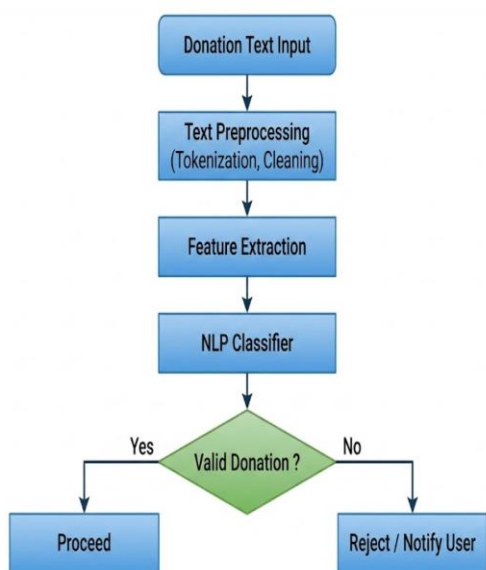 Donation Text Input
Text Preprocessing
(Tokenization, Cleaning)
Feature Extraction
NLP Classifier
Valid Donation ?
Yes
No
Proceed
Reject / Notify User